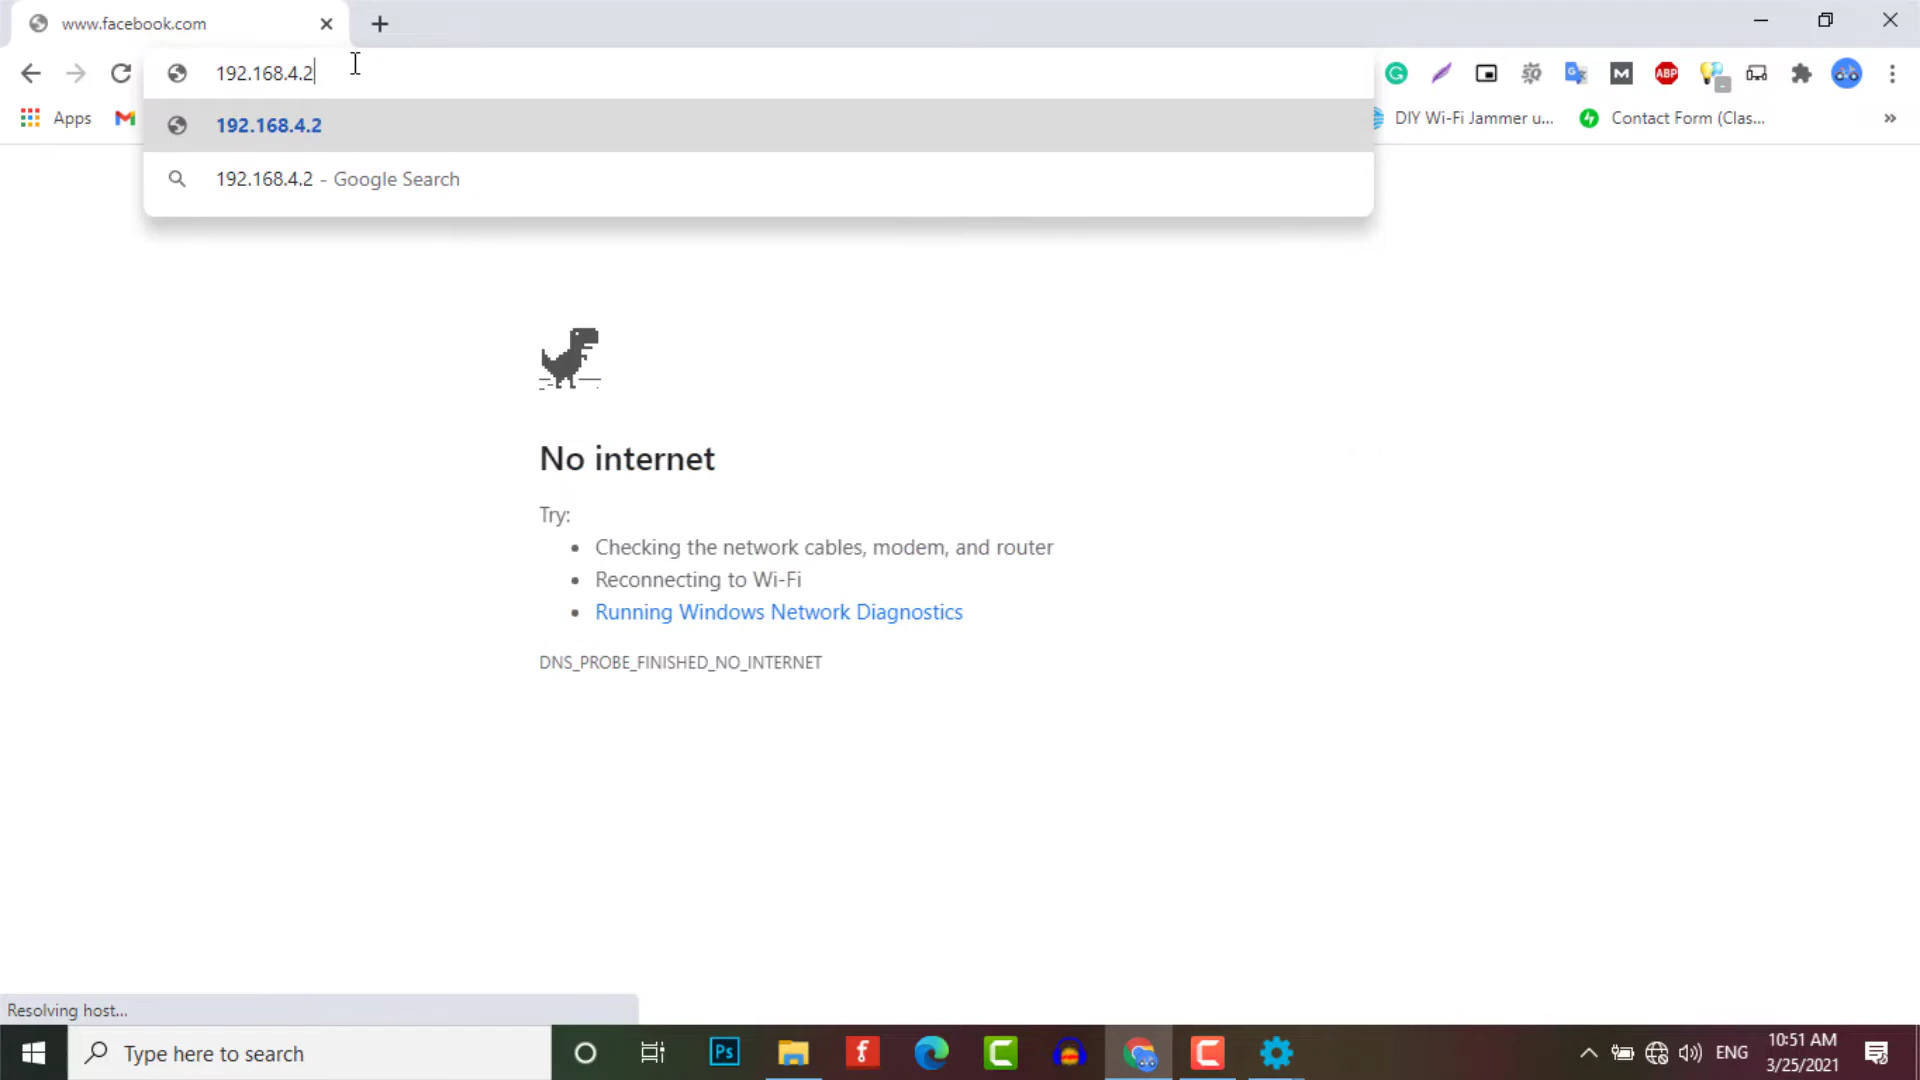 www.facebook.com
192.168.4.2
Apps
192.168.4.2
DIY Wi-Fi Jammer u...
Contact Form (Clas...
192.168.4.2 - Google Search
No internet
Try:
Checking the network cables, modem, and router
Reconnecting to Wi-Fi
Running Windows Network Diagnostics
DNS_PROBE_FINISHED_NO_INTERNET
Resolving host...
Type here to search
Ps
ENG
10:51 AM
3/25/2021
ABP